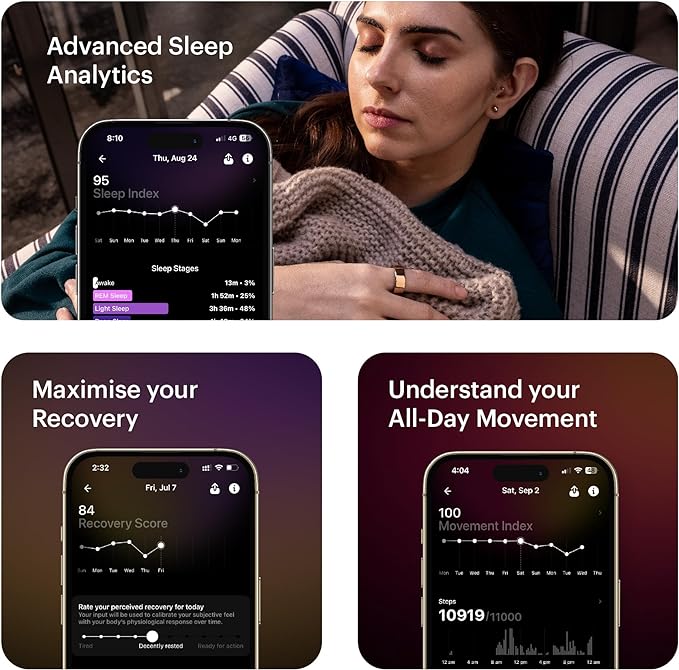 Advanced Sleep
Analytics
8:10
4G 58
Thu, Aug 24
95
Sleep Index
Sat Sun Mon Tue Wed Thu Fri Sat Sun Mon
Sleep Stages
Awake 13m • 3%
REM Sleep 1h 52m • 25%
Light Sleep 3h 36m • 48%
Maximise your
Recovery
2:32
Fri, Jul 7
84
Recovery Score
Sun Mon Tue Wed Thu Fri
Rate your perceived recovery for today
Your input will be used to calibrate your subjective feel
with your body's physiological response over time.
Tired Decently rested Ready for action
Understand your
All-Day Movement
4:04
Sat, Sep 2
100
Movement Index
Mon Tue Wed Thu Fri Sat Sun Mon Tue Wed Thu
Steps
10919/11000
12 am 4 am 8 am 12 pm 4 pm 8 pm 12 am